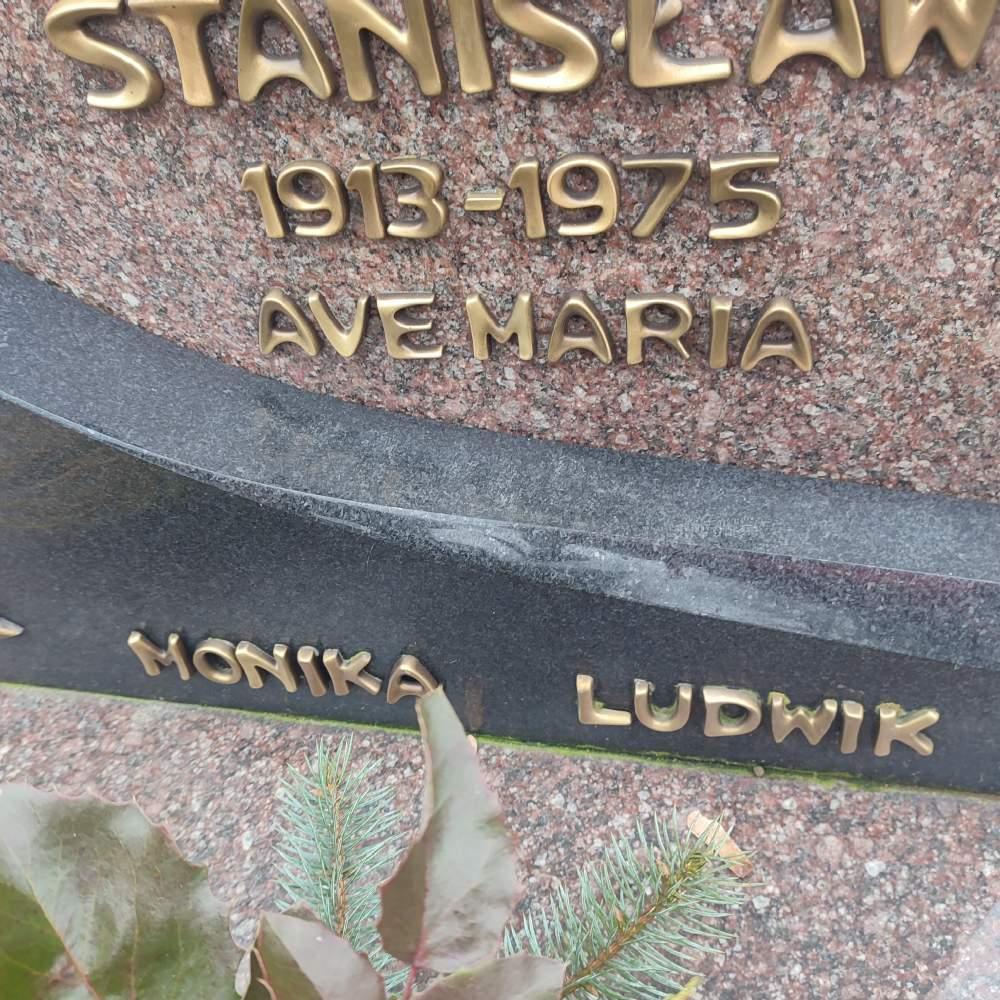 STANISŁAW
1913-1975
AVE MARIA
MONIKA LUDWIK